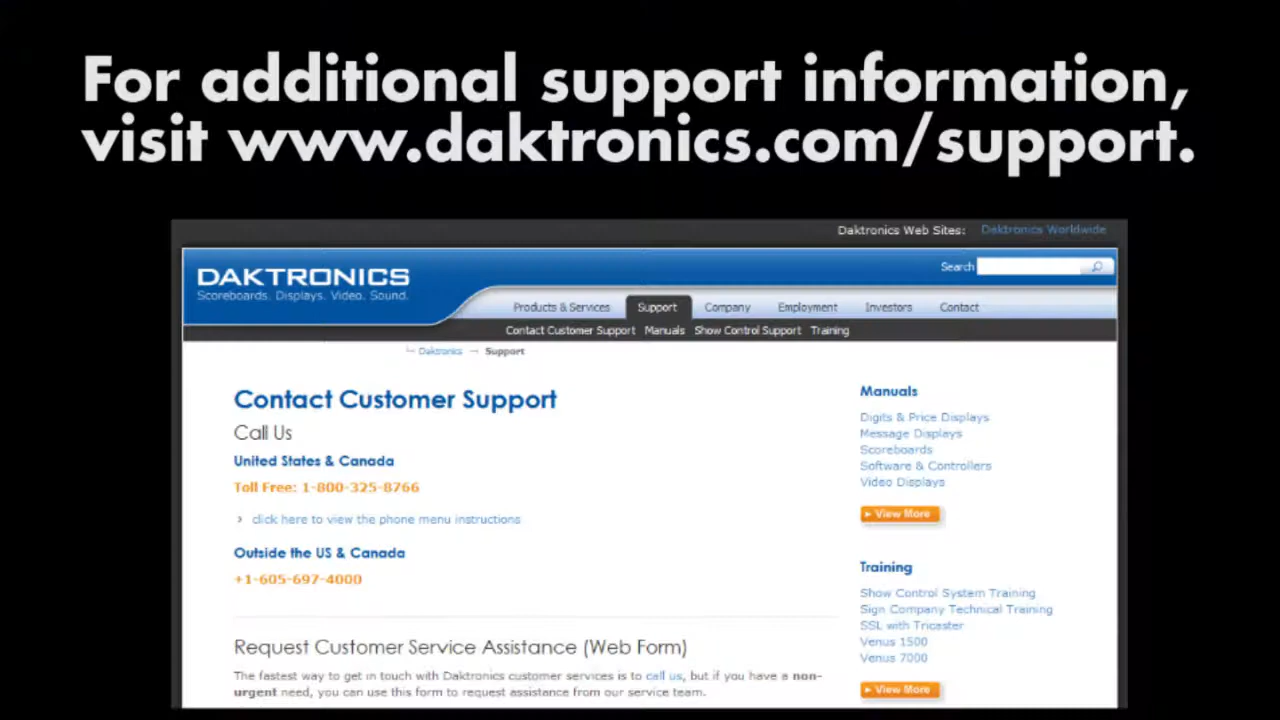 For additional support information,
visit www.daktronics.com/support.
Daktronics Web Sites: Daktronics Worldwide
DAKTRONICS
Scoreboards. Displays. Video. Sound.
Search
Products & Services Support Company Employment Investors Contact
Contact Customer Support Manuals Show Control Support Training
Daktronics → Support
Contact Customer Support
Call Us
United States & Canada
Toll Free: 1-800-325-8766
› click here to view the phone menu instructions
Outside the US & Canada
+1-605-697-4000
Request Customer Service Assistance (Web Form)
The fastest way to get in touch with Daktronics customer services is to call us, but if you have a non-
urgent need, you can use this form to request assistance from our service team.
Manuals
Digits & Price Displays
Message Displays
Scoreboards
Software & Controllers
Video Displays
View More
Training
Show Control System Training
Sign Company Technical Training
SSL with Tricaster
Venus 1500
Venus 7000
View More